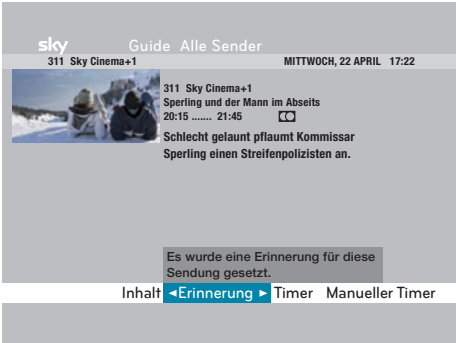 sky Guide Alle Sender
311 Sky Cinema+1 MITTWOCH, 22 APRIL 17:22
311 Sky Cinema+1
Sperling und der Mann im Abseits
20:15 ....... 21:45
Schlecht gelaunt pflaumt Kommissar
Sperling einen Streifenpolizisten an.
Es wurde eine Erinnerung für diese
Sendung gesetzt.
Inhalt ◄Erinnerung ► Timer Manueller Timer